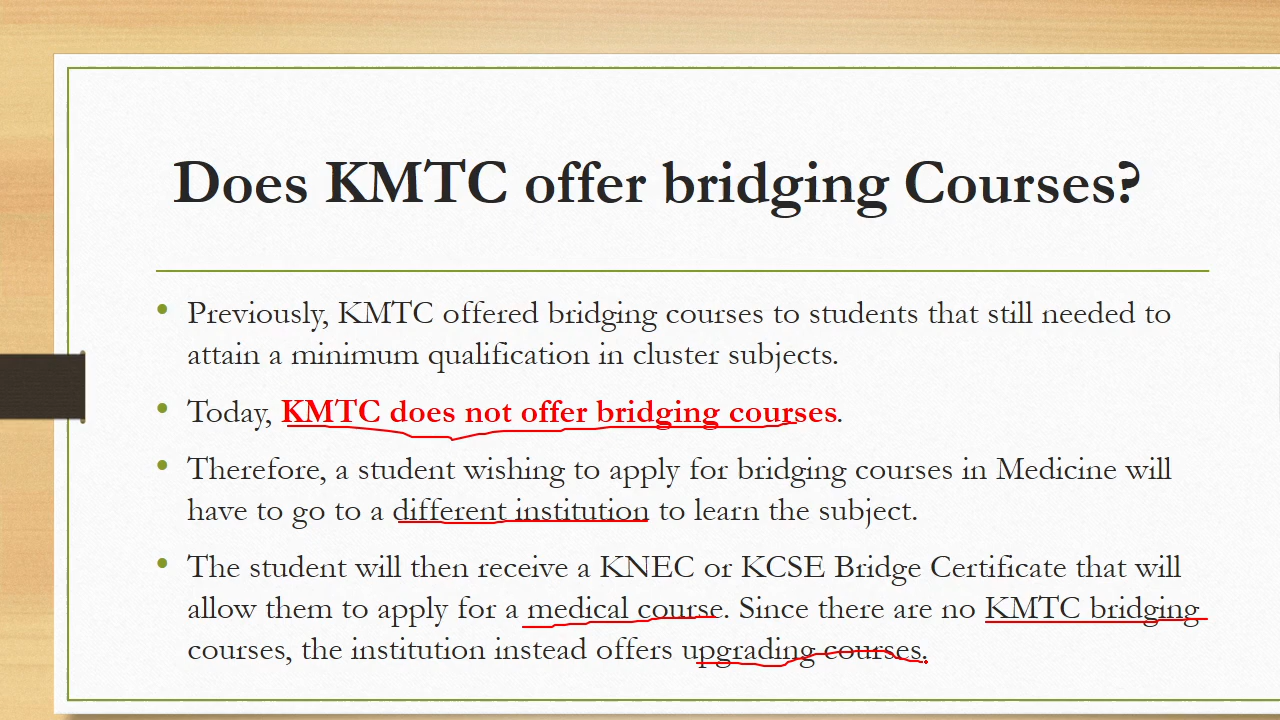 Does KMTC offer bridging Courses?
• Previously, KMTC offered bridging courses to students that still needed to
attain a minimum qualification in cluster subjects.
• Today, KMTC does not offer bridging courses.
• Therefore, a student wishing to apply for bridging courses in Medicine will
have to go to a different institution to learn the subject.
• The student will then receive a KNEC or KCSE Bridge Certificate that will
allow them to apply for a medical course. Since there are no KMTC bridging
courses, the institution instead offers upgrading courses.